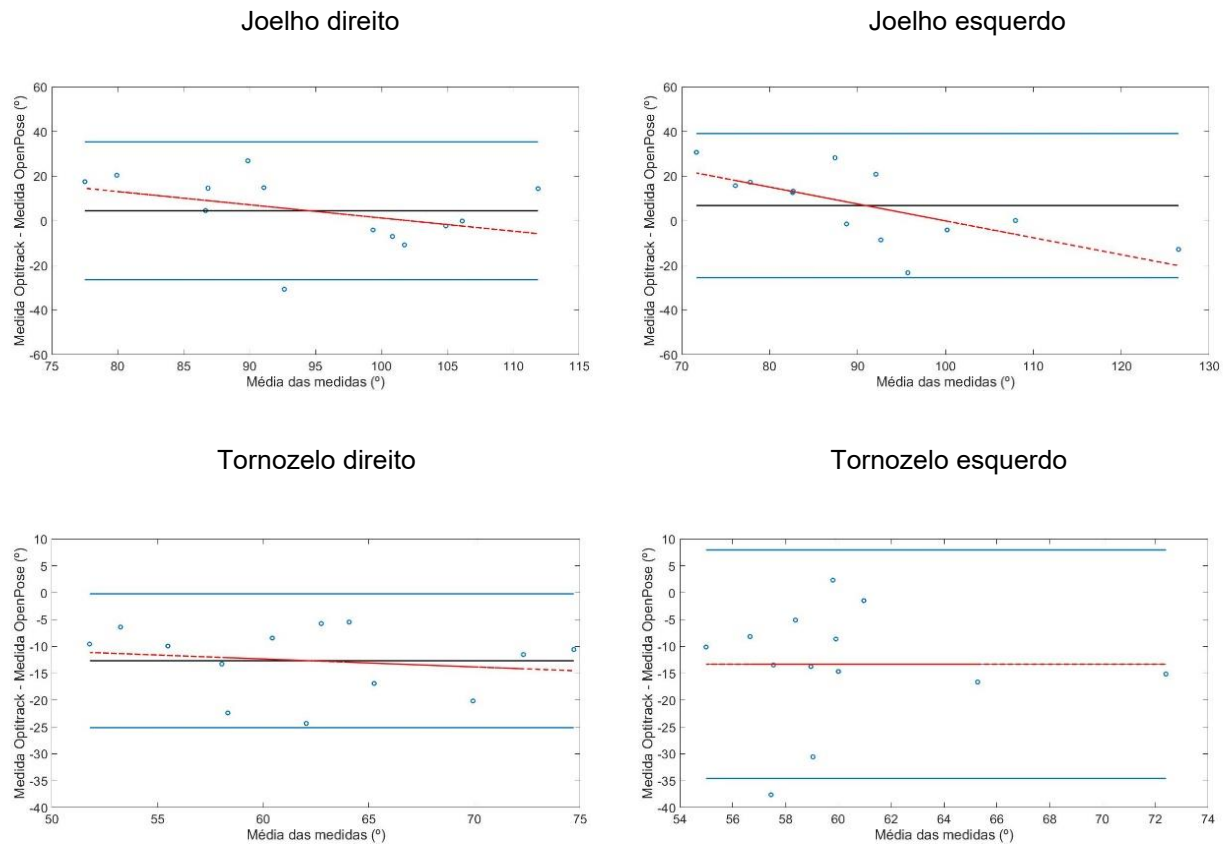 Joelho direito
Joelho esquerdo
Medida Optitrack - Medida OpenPose (º)
60
40
20
0
-20
-40
-60
75 80 85 90 95 100 105 110 115
Média das medidas (º)
Medida Optitrack - Medida OpenPose (º)
60
40
20
0
-20
-40
-60
70 80 90 100 110 120 130
Média das medidas (º)
Tornozelo direito
Tornozelo esquerdo
Medida Optitrack - Medida OpenPose (º)
10
5
0
-5
-10
-15
-20
-25
-30
-35
-40
50 55 60 65 70 75
Média das medidas (º)
Medida Optitrack - Medida OpenPose (º)
10
5
0
-5
-10
-15
-20
-25
-30
-35
-40
54 56 58 60 62 64 66 68 70 72 74
Média das medidas (º)